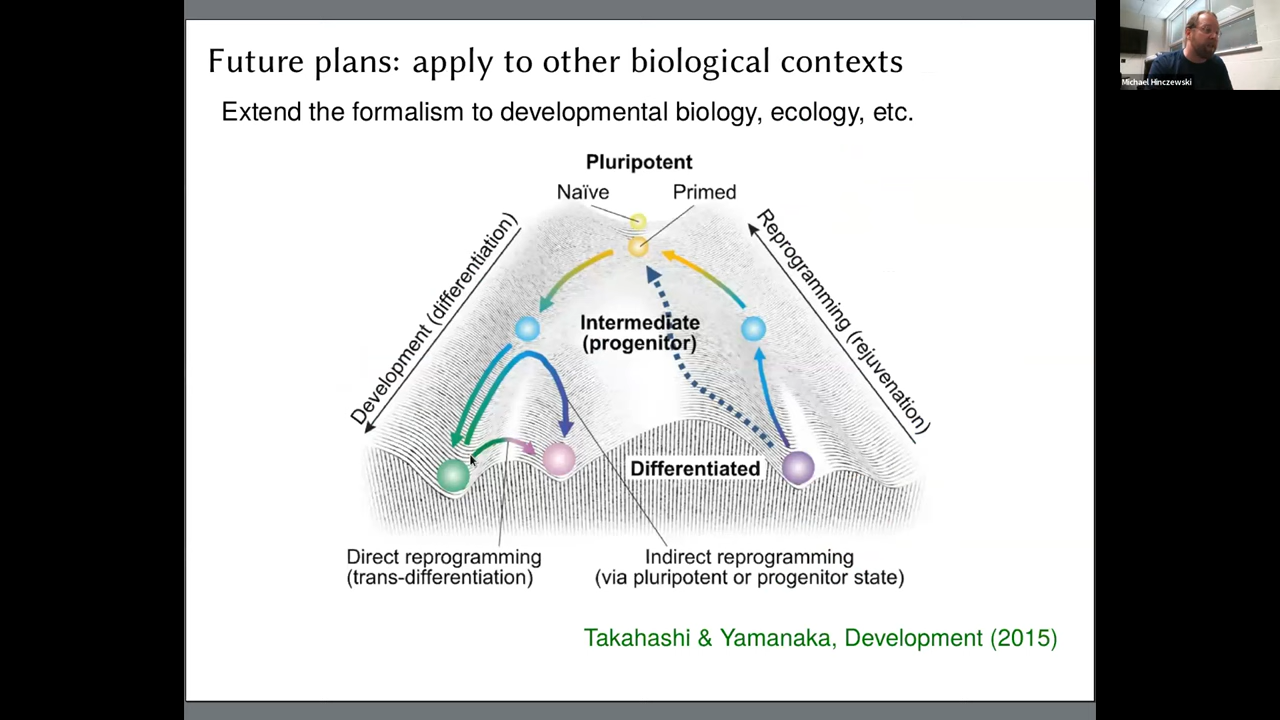 Future plans: apply to other biological contexts
Extend the formalism to developmental biology, ecology, etc.
Pluripotent
Naïve
Primed
Development (differentiation)
Reprogramming (rejuvenation)
Intermediate
(progenitor)
Differentiated
Direct reprogramming
(trans-differentiation)
Indirect reprogramming
(via pluripotent or progenitor state)
Takahashi & Yamanaka, Development (2015)
Michael Hinczewski